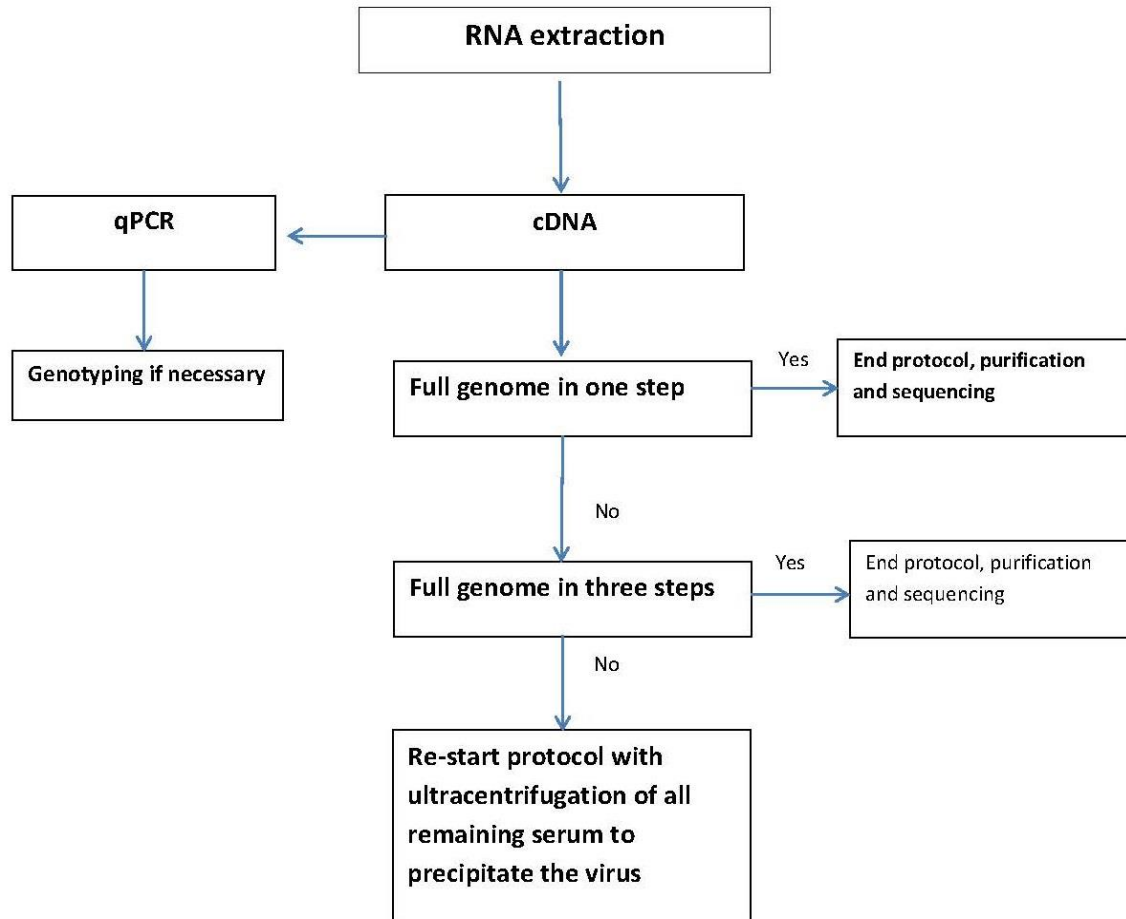 RNA extraction
qPCR
cDNA
Genotyping if necessary
Full genome in one step
Yes
End protocol, purification
and sequencing
No
Full genome in three steps
Yes
End protocol, purification
and sequencing
No
Re-start protocol with
ultracentrifugation of all
remaining serum to
precipitate the virus